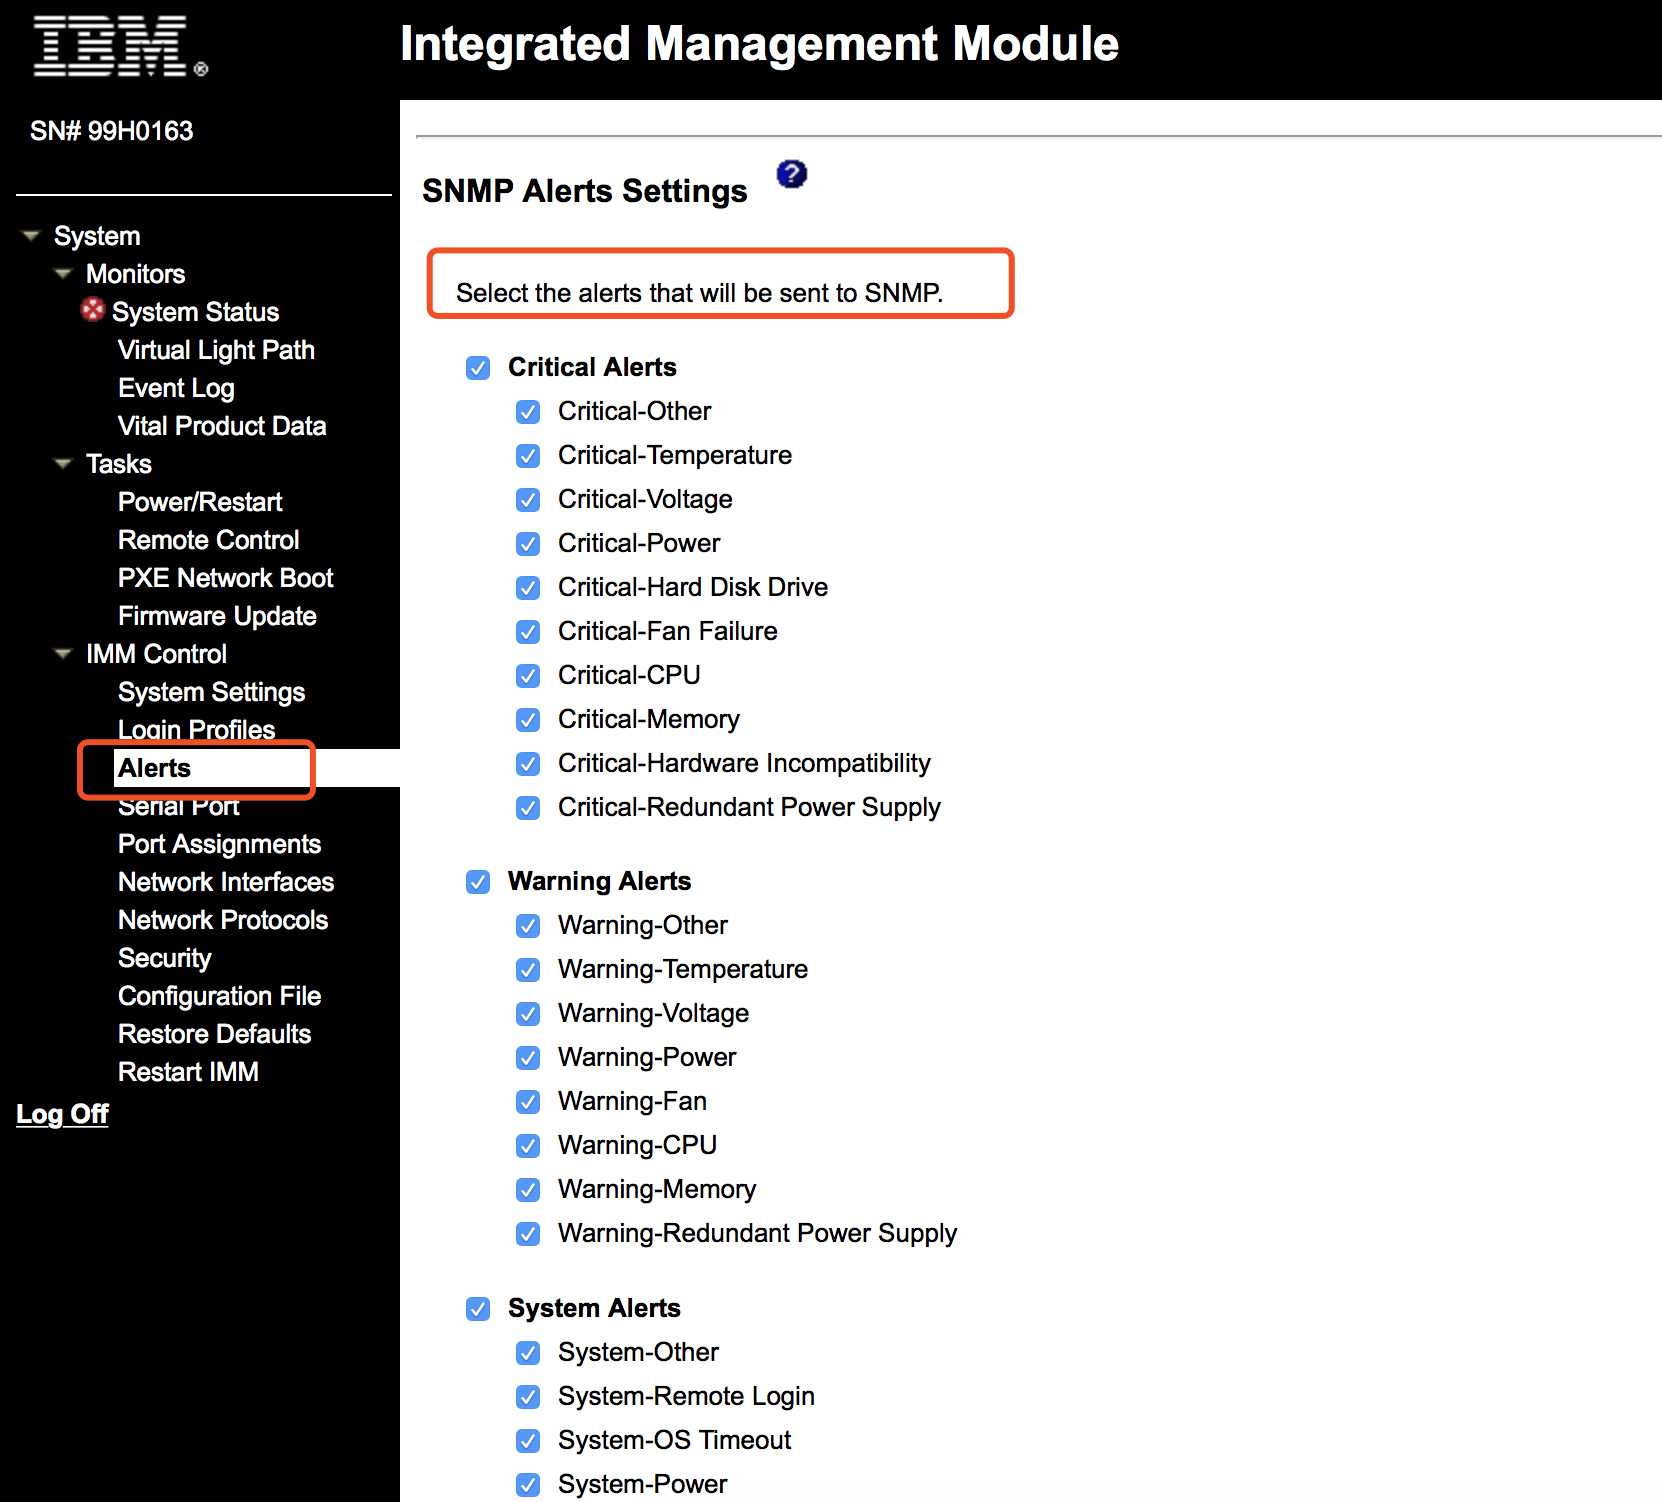 IBM®
Integrated Management Module
SN# 99H0163
System
Monitors
System Status
Virtual Light Path
Event Log
Vital Product Data
Tasks
Power/Restart
Remote Control
PXE Network Boot
Firmware Update
IMM Control
System Settings
Login Profiles
Alerts
Serial Port
Port Assignments
Network Interfaces
Network Protocols
Security
Configuration File
Restore Defaults
Restart IMM
Log Off
SNMP Alerts Settings ?
Select the alerts that will be sent to SNMP.
Critical Alerts
Critical-Other
Critical-Temperature
Critical-Voltage
Critical-Power
Critical-Hard Disk Drive
Critical-Fan Failure
Critical-CPU
Critical-Memory
Critical-Hardware Incompatibility
Critical-Redundant Power Supply
Warning Alerts
Warning-Other
Warning-Temperature
Warning-Voltage
Warning-Power
Warning-Fan
Warning-CPU
Warning-Memory
Warning-Redundant Power Supply
System Alerts
System-Other
System-Remote Login
System-OS Timeout
System-Power